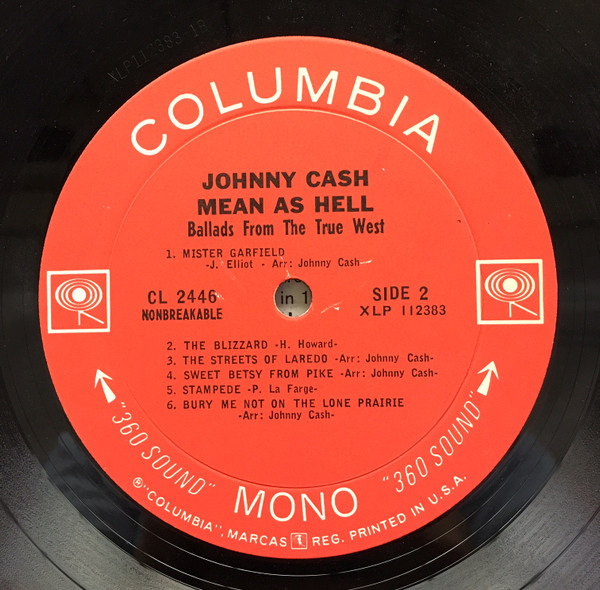 XLP112383 1B
COLUMBIA
JOHNNY CASH
MEAN AS HELL
Ballads From The True West
1. MISTER GARFIELD
-J. Elliot - Arr: Johnny Cash-
CL 2446
NONBREAKABLE
in 1
SIDE 2
XLP 112383
2. THE BLIZZARD -H. Howard-
3. THE STREETS OF LAREDO -Arr: Johnny Cash-
4. SWEET BETSY FROM PIKE -Arr: Johnny Cash-
5. STAMPEDE -P. La Farge-
6. BURY ME NOT ON THE LONE PRAIRIE
-Arr: Johnny Cash-
"360 SOUND" MONO "360 SOUND"
®"COLUMBIA", MARCAS REG. PRINTED IN U.S.A.